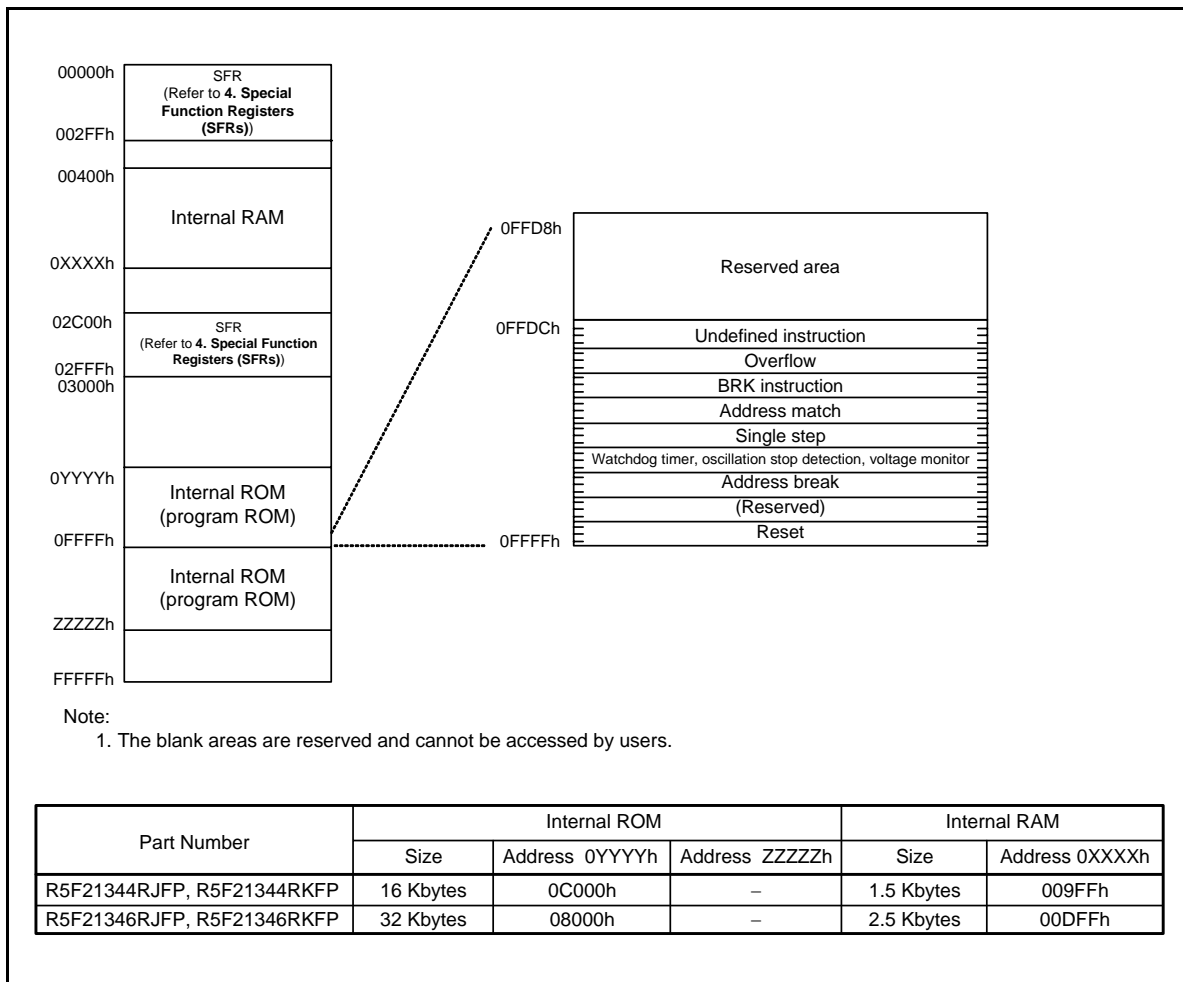 00000h
SFR
(Refer to 4. Special
Function Registers
(SFRs))
002FFh
00400h
Internal RAM
0XXXXh
02C00h
SFR
(Refer to 4. Special Function
Registers (SFRs))
02FFFh
03000h
0YYYYh
Internal ROM
(program ROM)
0FFFFh
Internal ROM
(program ROM)
ZZZZZh
FFFFFh
0FFD8h
Reserved area
0FFDCh
Undefined instruction
Overflow
BRK instruction
Address match
Single step
Watchdog timer, oscillation stop detection, voltage monitor
Address break
(Reserved)
Reset
0FFFFh
Note:
1. The blank areas are reserved and cannot be accessed by users.
Part Number Internal ROM Internal RAM
Size Address 0YYYYh Address ZZZZZh Size Address 0XXXXh
R5F21344RJFP, R5F21344RKFP 16 Kbytes 0C000h – 1.5 Kbytes 009FFh
R5F21346RJFP, R5F21346RKFP 32 Kbytes 08000h – 2.5 Kbytes 00DFFh